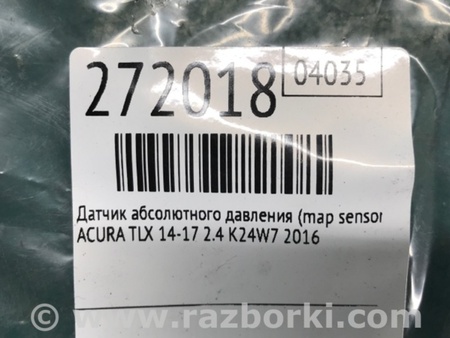 272018
04035
Датчик абсолютного давления (map sensor
ACURA TLX 14-17 2.4 K24W7 2016
© www.razborki.com